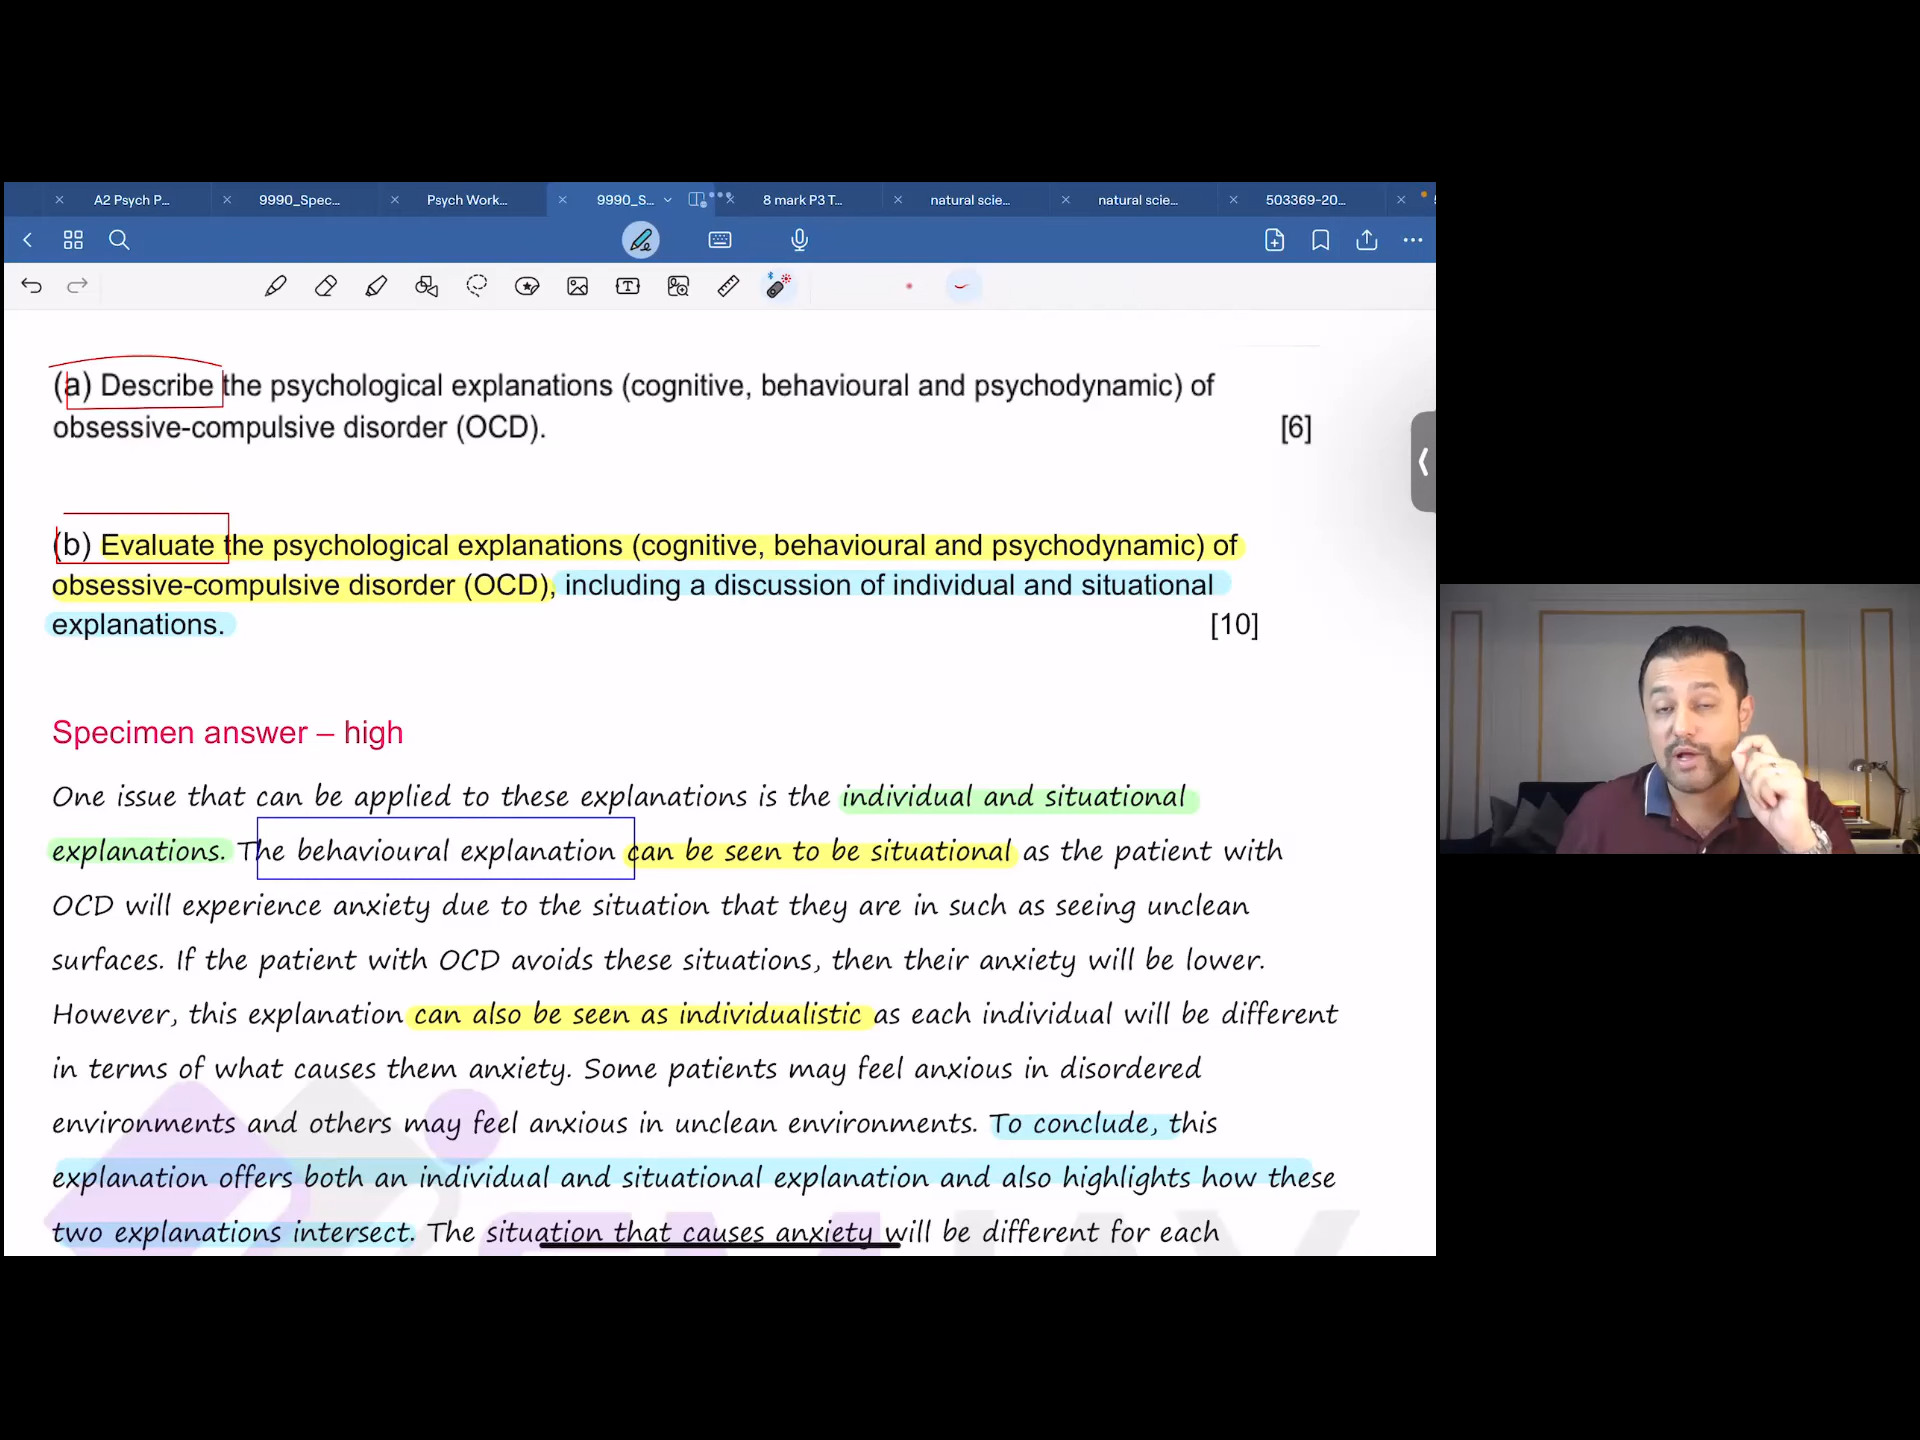 A2 Psych P...
9990_Spec...
Psych Work...
9990_S...
8 mark P3 T...
natural scie...
natural scie...
503369-20...
(a) Describe the psychological explanations (cognitive, behavioural and psychodynamic) of
obsessive-compulsive disorder (OCD). [6]
(b) Evaluate the psychological explanations (cognitive, behavioural and psychodynamic) of
obsessive-compulsive disorder (OCD), including a discussion of individual and situational
explanations. [10]
Specimen answer – high
One issue that can be applied to these explanations is the individual and situational
explanations. The behavioural explanation can be seen to be situational as the patient with
OCD will experience anxiety due to the situation that they are in such as seeing unclean
surfaces. If the patient with OCD avoids these situations, then their anxiety will be lower.
However, this explanation can also be seen as individualistic as each individual will be different
in terms of what causes them anxiety. Some patients may feel anxious in disordered
environments and others may feel anxious in unclean environments. To conclude, this
explanation offers both an individual and situational explanation and also highlights how these
two explanations intersect. The situation that causes anxiety will be different for each